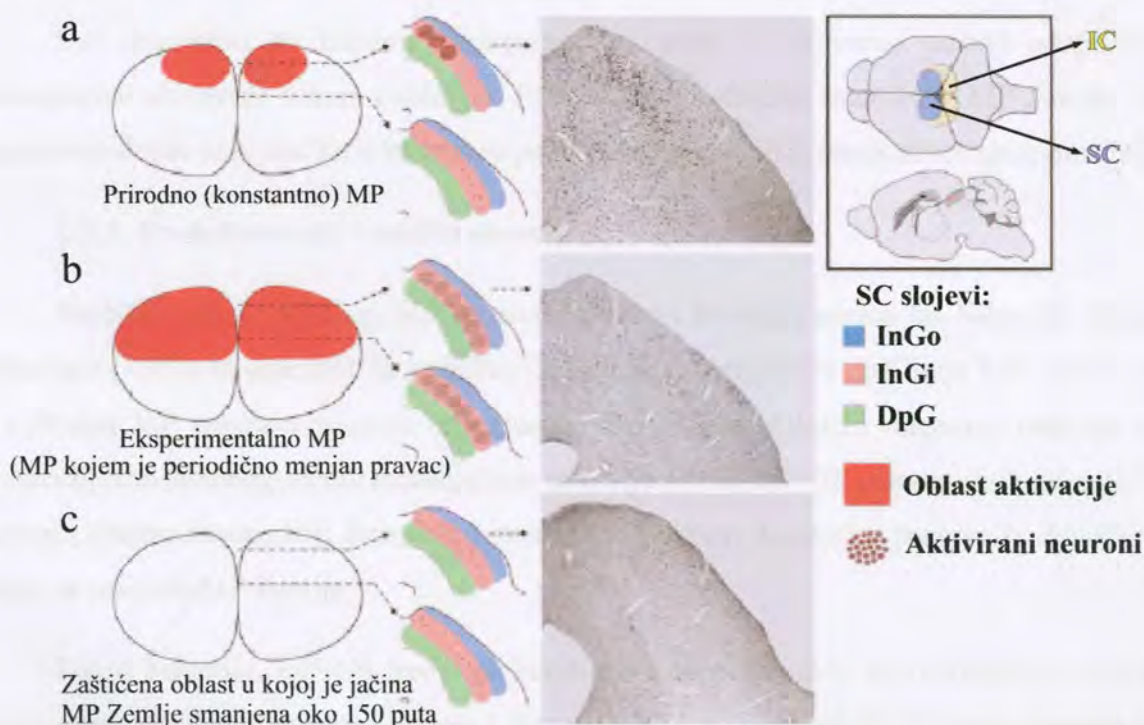 a
Prirodno (konstantno) MP
b
Eksperimentalno MP
(MP kojem je periodično menjan pravac)
c
Zaštićena oblast u kojoj je jačina
MP Zemlje smanjena oko 150 puta
IC
SC
SC slojevi:
InGo
InGi
DpG
Oblast aktivacije
Aktivirani neuroni